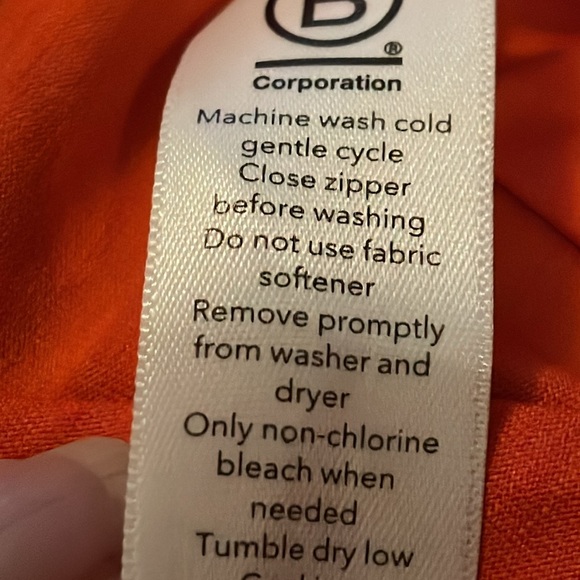 B
®
Corporation
Machine wash cold
gentle cycle
Close zipper
before washing
Do not use fabric
softener
Remove promptly
from washer and
dryer
Only non-chlorine
bleach when
needed
Tumble dry low